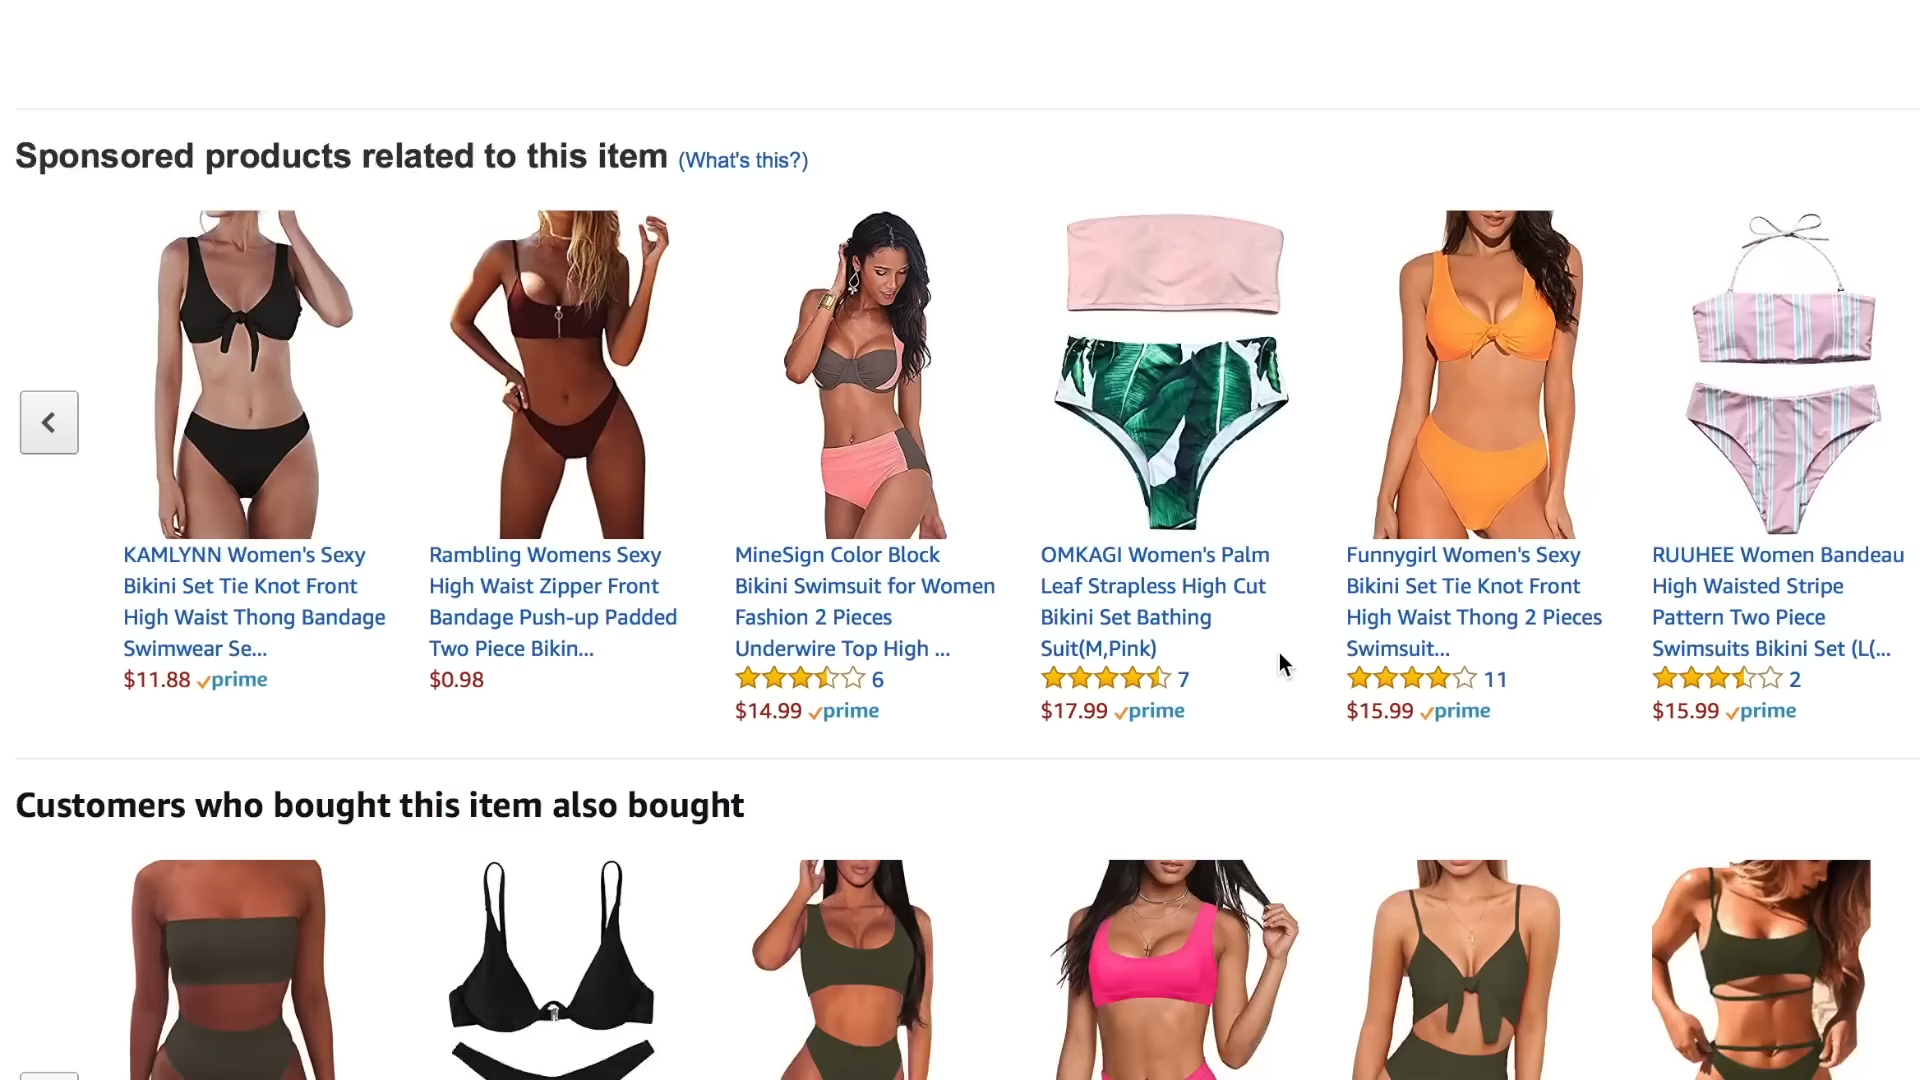 Sponsored products related to this item (What's this?)
KAMLYNN Women's Sexy
Bikini Set Tie Knot Front
High Waist Thong Bandage
Swimwear Se...
$11.88 prime
Rambling Womens Sexy
High Waist Zipper Front
Bandage Push-up Padded
Two Piece Bikin...
$0.98
MineSign Color Block
Bikini Swimsuit for Women
Fashion 2 Pieces
Underwire Top High ...
6
$14.99 prime
OMKAGI Women's Palm
Leaf Strapless High Cut
Bikini Set Bathing
Suit(M,Pink)
7
$17.99 prime
Funnygirl Women's Sexy
Bikini Set Tie Knot Front
High Waist Thong 2 Pieces
Swimsuit...
11
$15.99 prime
RUUHEE Women Bandeau
High Waisted Stripe
Pattern Two Piece
Swimsuits Bikini Set (L(...
2
$15.99 prime
Customers who bought this item also bought